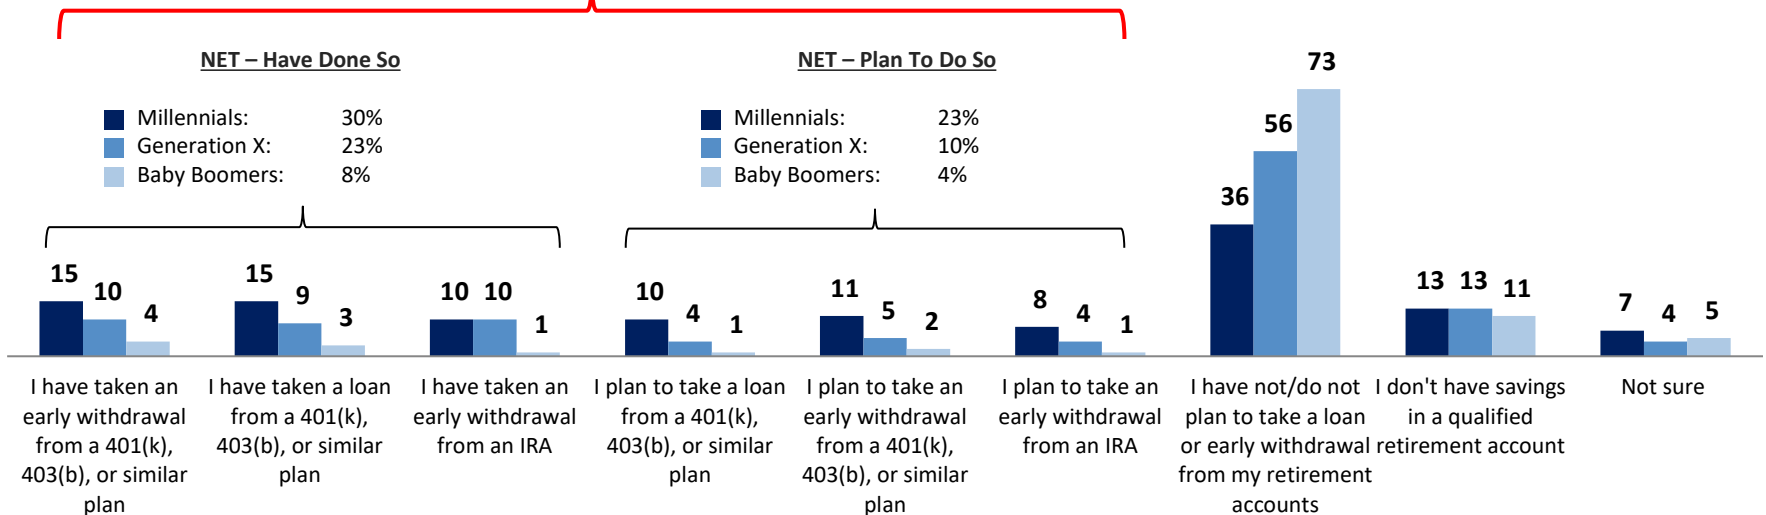 NET – Have Done So
Millennials: 30%
Generation X: 23%
Baby Boomers: 8%
NET – Plan To Do So
Millennials: 23%
Generation X: 10%
Baby Boomers: 4%
15 10 4
15 9 3
10 10 1
10 4 1
11 5 2
8 4 1
36 56 73
13 13 11
7 4 5
I have taken an
early withdrawal
from a 401(k),
403(b), or similar
plan
I have taken a loan
from a 401(k),
403(b), or similar
plan
I have taken an
early withdrawal
from an IRA
I plan to take a loan
from a 401(k),
403(b), or similar
plan
I plan to take an
early withdrawal
from a 401(k),
403(b), or similar
plan
I plan to take an
early withdrawal
from an IRA
I have not/do not
plan to take a loan
or early withdrawal
from my retirement
accounts
I don't have savings
in a qualified
retirement account
Not sure